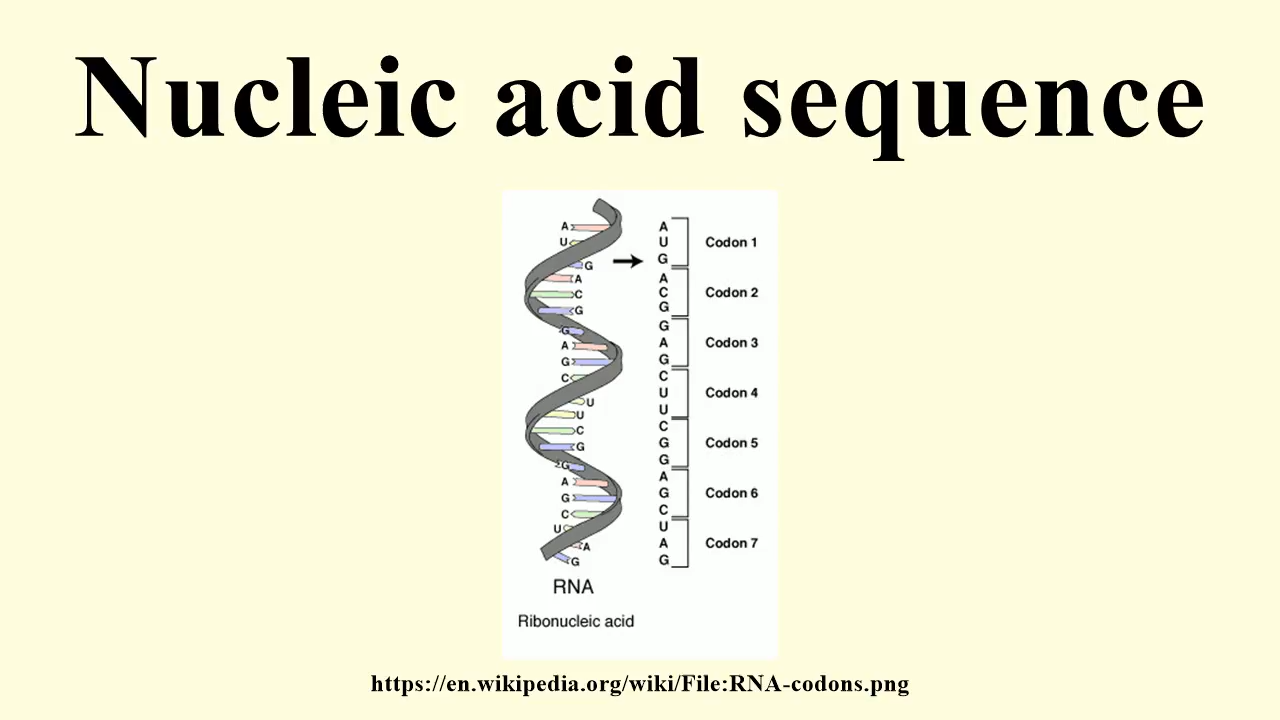 Nucleic acid sequence
A
U
G
A
C
G
G
A
G
C
U
U
C
G
G
A
G
C
U
A
G
A
U
G
Codon 1
A
C
G
Codon 2
G
A
G
Codon 3
C
U
U
Codon 4
C
G
G
Codon 5
A
G
C
Codon 6
U
A
G
Codon 7
RNA
Ribonucleic acid
https://en.wikipedia.org/wiki/File:RNA-codons.png